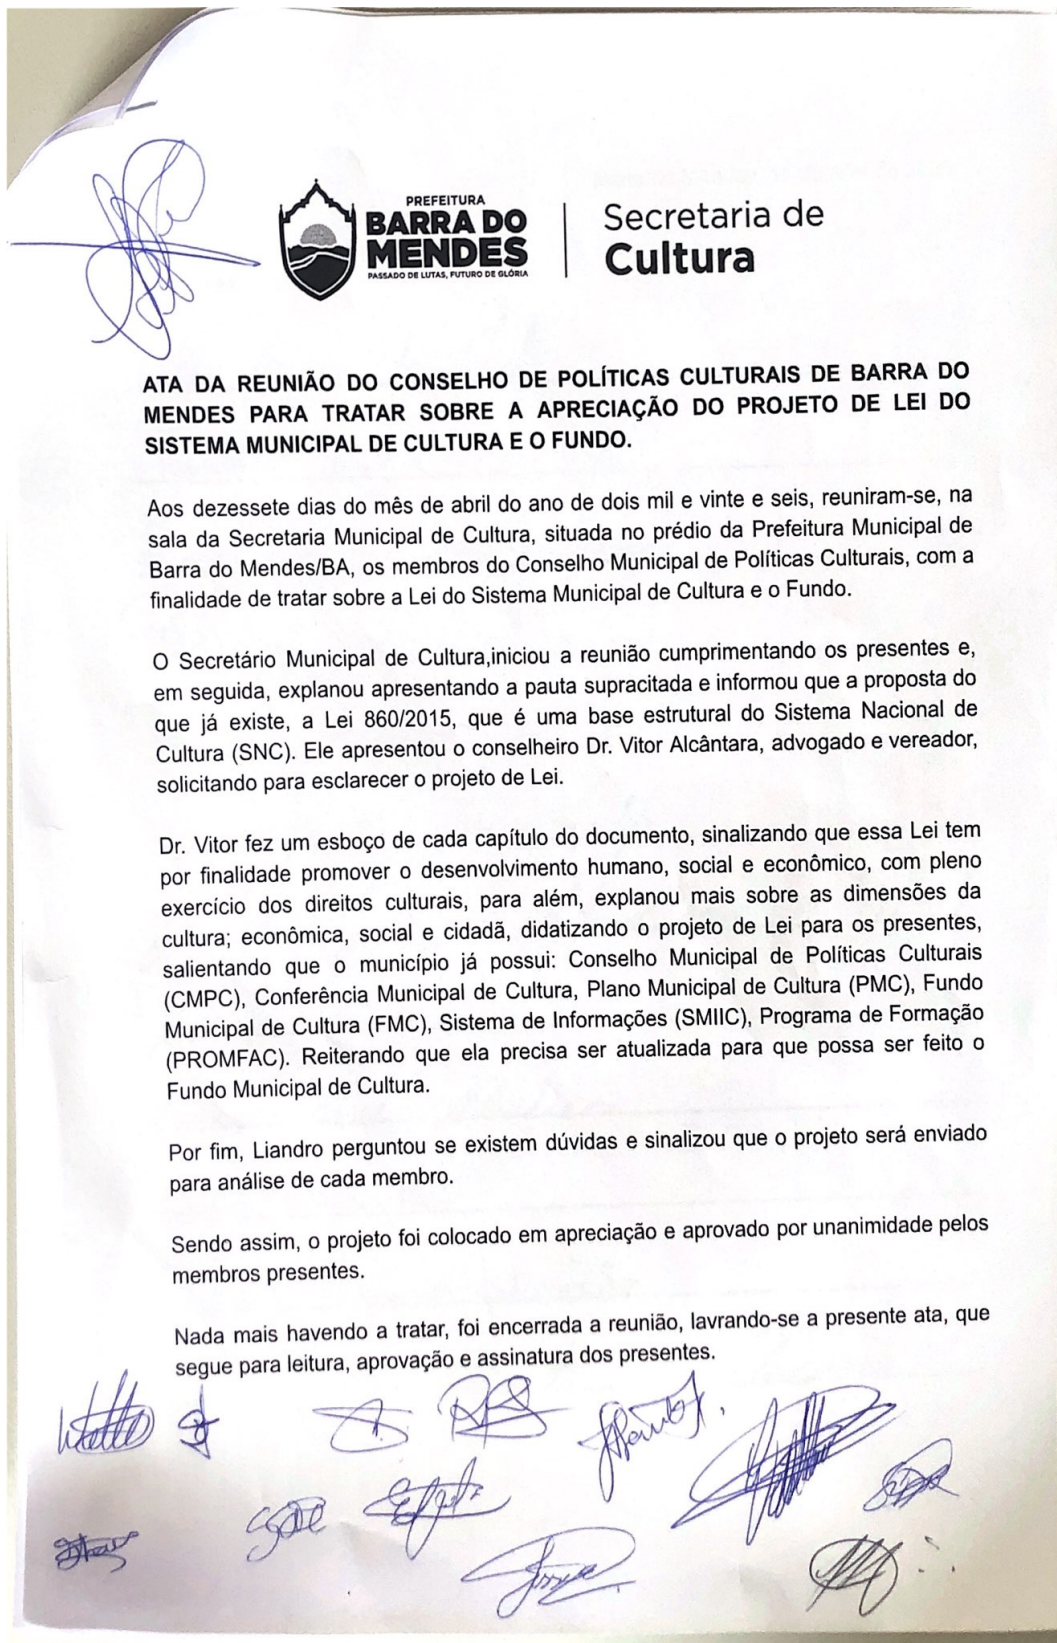 PREFEITURA
BARRA DO
MENDES
PASSADO DE LUTAS, FUTURO DE GLÓRIA
Secretaria de
Cultura
ATA DA REUNIÃO DO CONSELHO DE POLÍTICAS CULTURAIS DE BARRA DO
MENDES PARA TRATAR SOBRE A APRECIAÇÃO DO PROJETO DE LEI DO
SISTEMA MUNICIPAL DE CULTURA E O FUNDO.
Aos dezessete dias do mês de abril do ano de dois mil e vinte e seis, reuniram-se, na
sala da Secretaria Municipal de Cultura, situada no prédio da Prefeitura Municipal de
Barra do Mendes/BA, os membros do Conselho Municipal de Políticas Culturais, com a
finalidade de tratar sobre a Lei do Sistema Municipal de Cultura e o Fundo.
O Secretário Municipal de Cultura,iniciou a reunião cumprimentando os presentes e,
em seguida, explanou apresentando a pauta supracitada e informou que a proposta do
que já existe, a Lei 860/2015, que é uma base estrutural do Sistema Nacional de
Cultura (SNC). Ele apresentou o conselheiro Dr. Vitor Alcântara, advogado e vereador,
solicitando para esclarecer o projeto de Lei.
Dr. Vitor fez um esboço de cada capítulo do documento, sinalizando que essa Lei tem
por finalidade promover o desenvolvimento humano, social e econômico, com pleno
exercício dos direitos culturais, para além, explanou mais sobre as dimensões da
cultura; econômica, social e cidadã, didatizando o projeto de Lei para os presentes,
salientando que o município já possui: Conselho Municipal de Políticas Culturais
(CMPC), Conferência Municipal de Cultura, Plano Municipal de Cultura (PMC), Fundo
Municipal de Cultura (FMC), Sistema de Informações (SMIIC), Programa de Formação
(PROMFAC). Reiterando que ela precisa ser atualizada para que possa ser feito o
Fundo Municipal de Cultura.
Por fim, Liandro perguntou se existem dúvidas e sinalizou que o projeto será enviado
para análise de cada membro.
Sendo assim, o projeto foi colocado em apreciação e aprovado por unanimidade pelos
membros presentes.
Nada mais havendo a tratar, foi encerrada a reunião, lavrando-se a presente ata, que
segue para leitura, aprovação e assinatura dos presentes.